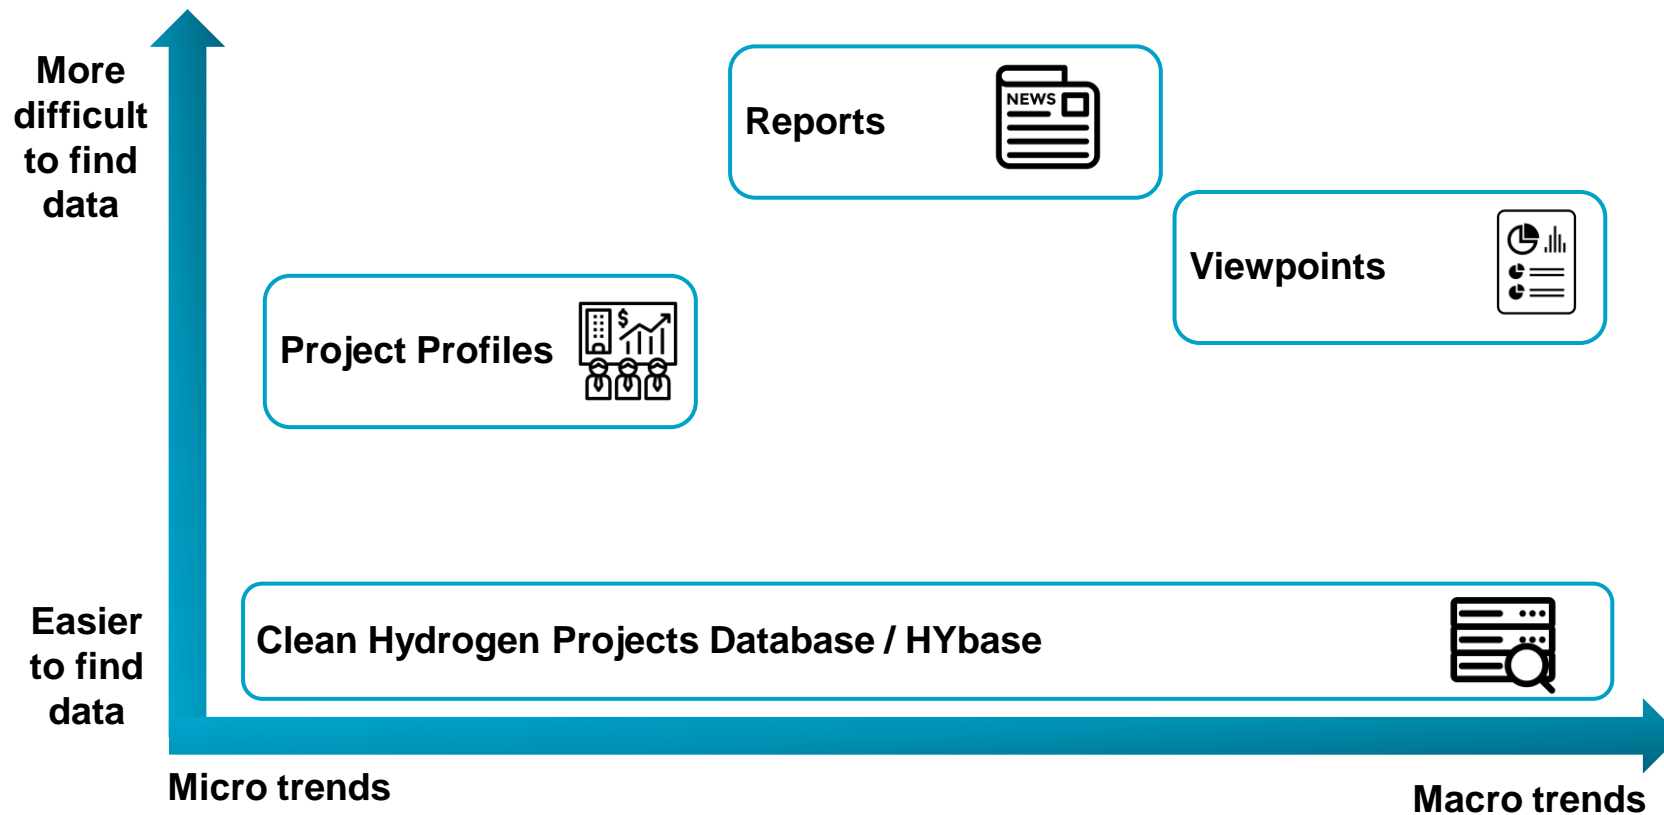 More
difficult
to find
data
Reports
NEWS
Viewpoints
Project Profiles
$
Easier
to find
data
Clean Hydrogen Projects Database / HYbase
Micro trends
Macro trends